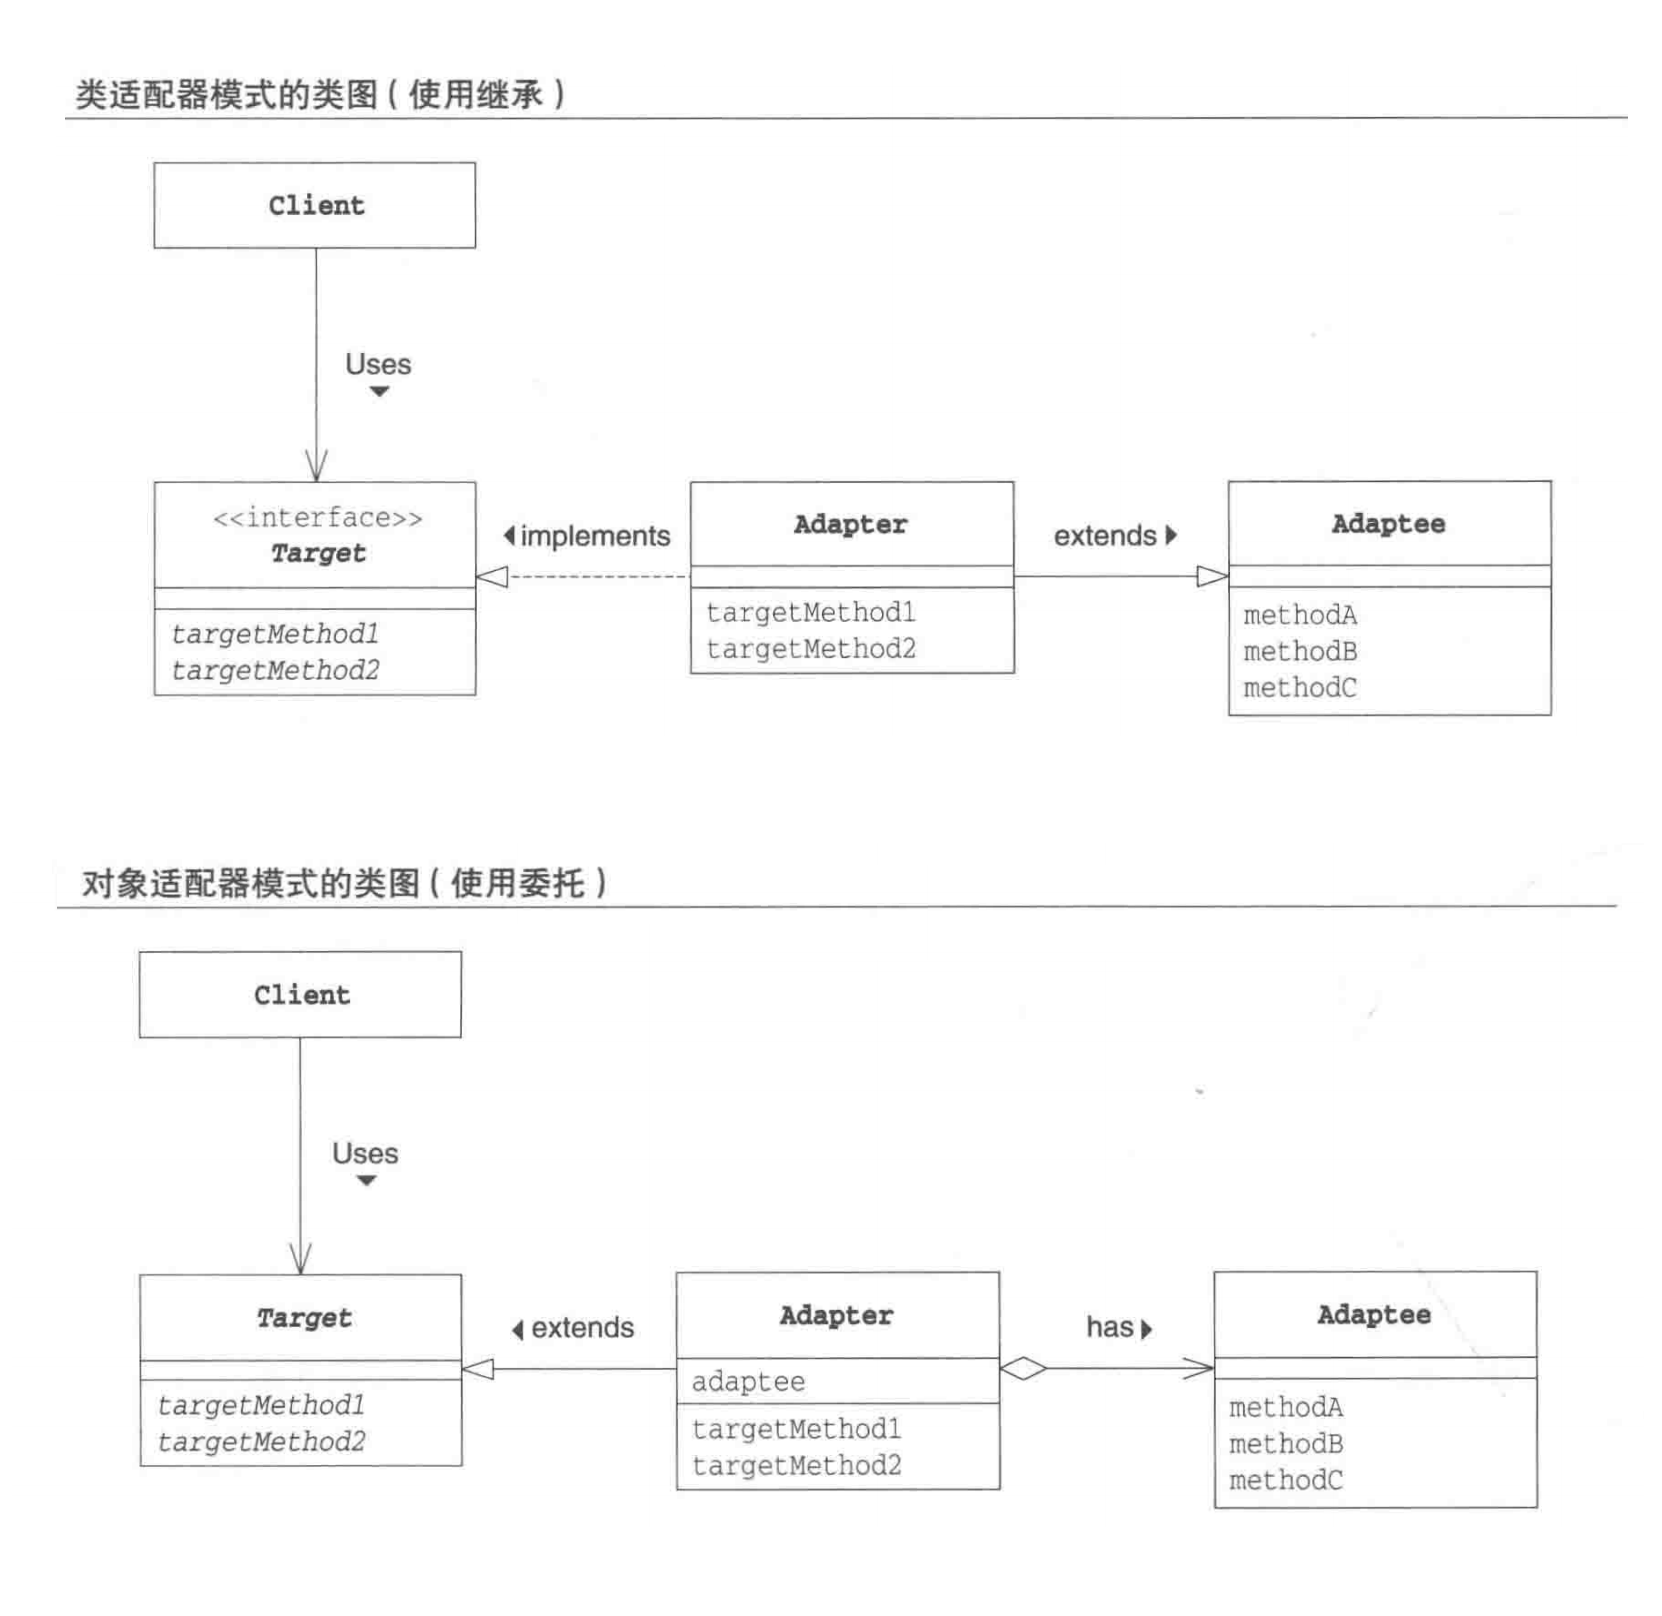 类适配器模式的类图（使用继承）
Client
Uses
<<interface>>
Target
targetMethod1
targetMethod2
implements
Adapter
targetMethod1
targetMethod2
extends
Adaptee
methodA
methodB
methodC
对象适配器模式的类图（使用委托）
Client
Uses
Target
targetMethod1
targetMethod2
extends
Adapter
adaptee
targetMethod1
targetMethod2
has
Adaptee
methodA
methodB
methodC